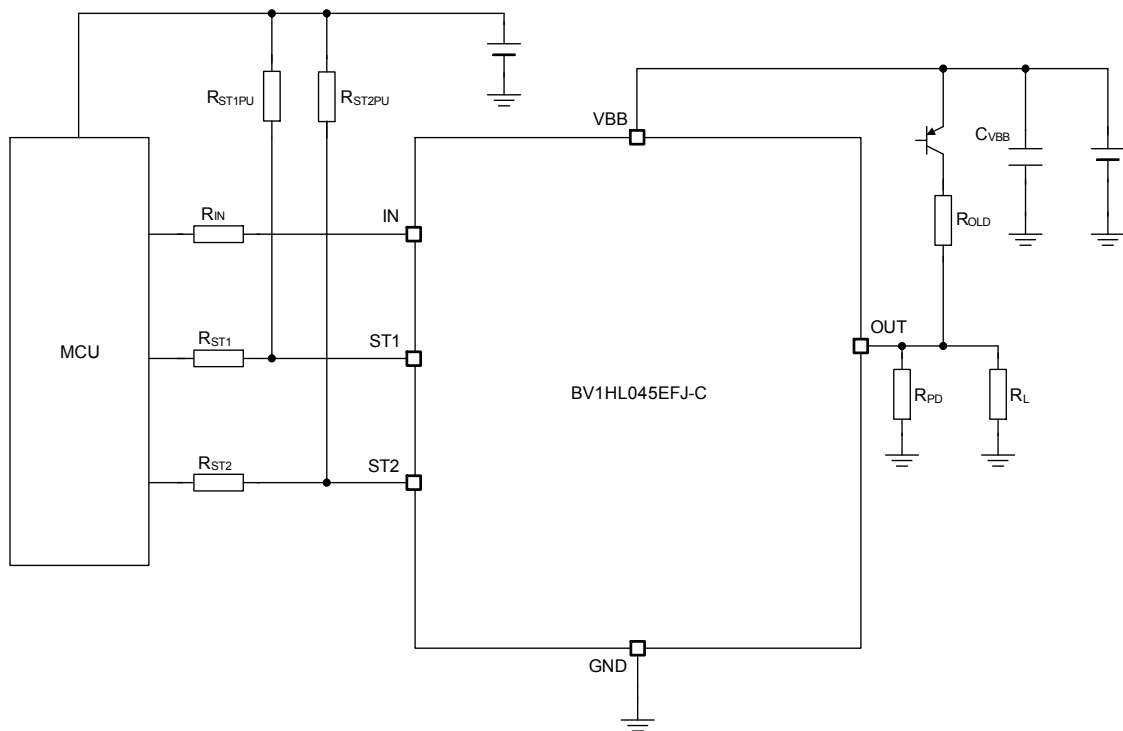 RST1PU
RST2PU
VBB
CVBB
RIN
IN
ROLD
MCU
RST1
ST1
OUT
BV1HL045EFJ-C
RPD
RL
RST2
ST2
GND